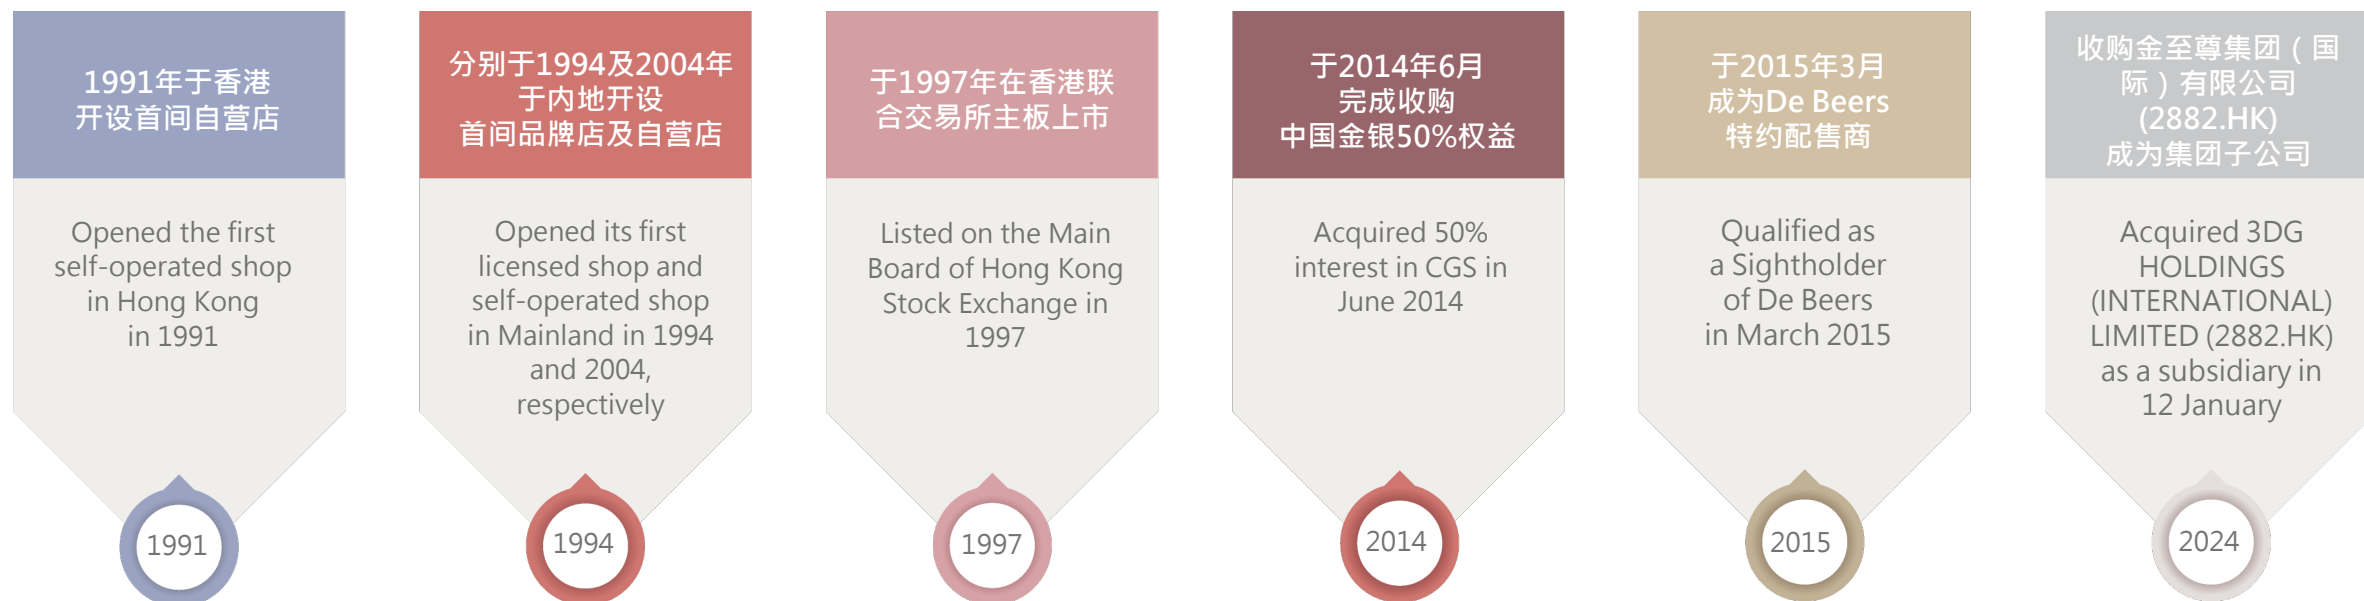 1991年于香港
开设首间自营店
Opened the first
self-operated shop
in Hong Kong
in 1991
1991
分别于1994及2004年
于内地开设
首间品牌店及自营店
Opened its first
licensed shop and
self-operated shop
in Mainland in 1994
and 2004,
respectively
1994
于1997年在香港联
合交易所主板上市
Listed on the Main
Board of Hong Kong
Stock Exchange in
1997
1997
于2014年6月
完成收购
中国金银50%权益
Acquired 50%
interest in CGS in
June 2014
2014
于2015年3月
成为De Beers
特约配售商
Qualified as
a Sightholder
of De Beers
in March 2015
2015
收购金至尊集团（国
际）有限公司
(2882.HK)
成为集团子公司
Acquired 3DG
HOLDINGS
(INTERNATIONAL)
LIMITED (2882.HK)
as a subsidiary in
12 January
2024